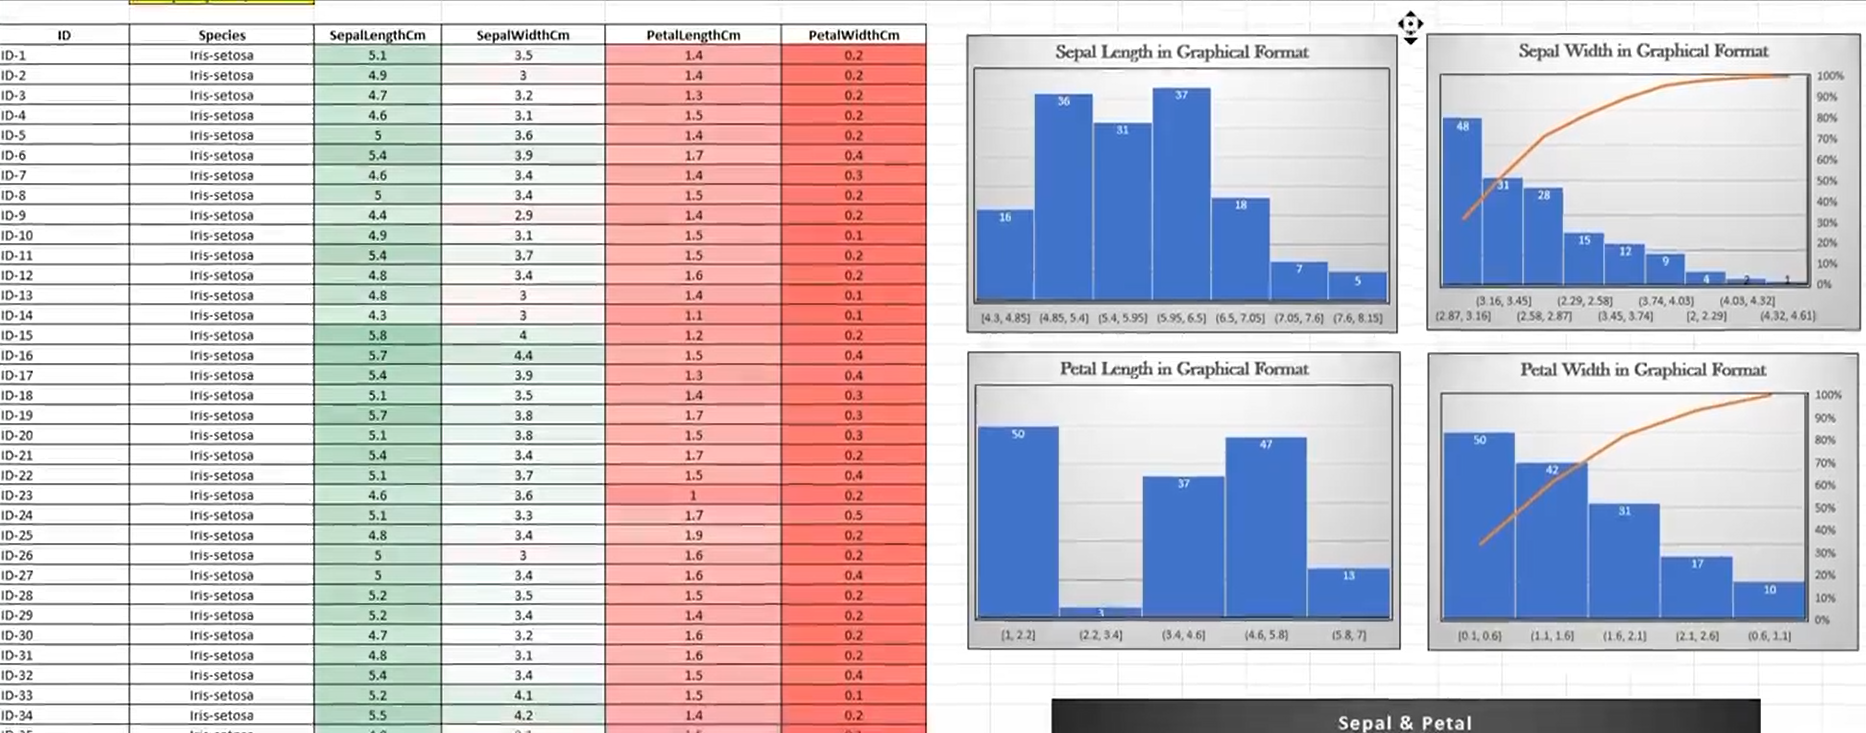 ID Species SepalLengthCm SepalWidthCm PetalLengthCm PetalWidthCm
ID-1 Iris-setosa 5.1 3.5 1.4 0.2
ID-2 Iris-setosa 4.9 3 1.4 0.2
ID-3 Iris-setosa 4.7 3.2 1.3 0.2
ID-4 Iris-setosa 4.6 3.1 1.5 0.2
ID-5 Iris-setosa 5 3.6 1.4 0.2
ID-6 Iris-setosa 5.4 3.9 1.7 0.4
ID-7 Iris-setosa 4.6 3.4 1.4 0.3
ID-8 Iris-setosa 5 3.4 1.5 0.2
ID-9 Iris-setosa 4.4 2.9 1.4 0.2
ID-10 Iris-setosa 4.9 3.1 1.5 0.1
ID-11 Iris-setosa 5.4 3.7 1.5 0.2
ID-12 Iris-setosa 4.8 3.4 1.6 0.2
ID-13 Iris-setosa 4.8 3 1.4 0.1
ID-14 Iris-setosa 4.3 3 1.1 0.1
ID-15 Iris-setosa 5.8 4 1.2 0.2
ID-16 Iris-setosa 5.7 4.4 1.5 0.4
ID-17 Iris-setosa 5.4 3.9 1.3 0.4
ID-18 Iris-setosa 5.1 3.5 1.4 0.3
ID-19 Iris-setosa 5.7 3.8 1.7 0.3
ID-20 Iris-setosa 5.1 3.8 1.5 0.3
ID-21 Iris-setosa 5.4 3.4 1.7 0.2
ID-22 Iris-setosa 5.1 3.7 1.5 0.4
ID-23 Iris-setosa 4.6 3.6 1 0.2
ID-24 Iris-setosa 5.1 3.3 1.7 0.5
ID-25 Iris-setosa 4.8 3.4 1.9 0.2
ID-26 Iris-setosa 5 3 1.6 0.2
ID-27 Iris-setosa 5 3.4 1.6 0.4
ID-28 Iris-setosa 5.2 3.5 1.5 0.2
ID-29 Iris-setosa 5.2 3.4 1.4 0.2
ID-30 Iris-setosa 4.7 3.2 1.6 0.2
ID-31 Iris-setosa 4.8 3.1 1.6 0.2
ID-32 Iris-setosa 5.4 3.4 1.5 0.4
ID-33 Iris-setosa 5.2 4.1 1.5 0.1
ID-34 Iris-setosa 5.5 4.2 1.4 0.2
Sepal Length in Graphical Format
16 36 31 37 18 7 5
[4.3, 4.85] (4.85, 5.4] (5.4, 5.95] (5.95, 6.5] (6.5, 7.05] (7.05, 7.6] (7.6, 8.15]
Sepal Width in Graphical Format
48 31 28 15 12 9 4 2 1
100%
90%
80%
70%
60%
50%
40%
30%
20%
10%
0%
(3.16, 3.45] (2.29, 2.58] (3.74, 4.03] (4.03, 4.32]
(2.87, 3.16] (2.58, 2.87] (3.45, 3.74] [2, 2.29] (4.32, 4.61]
Petal Length in Graphical Format
50 3 37 47 13
[1, 2.2] (2.2, 3.4] (3.4, 4.6] (4.6, 5.8] (5.8, 7]
Petal Width in Graphical Format
50 42 31 17 10
100%
90%
80%
70%
60%
50%
40%
30%
20%
10%
0%
[0.1, 0.6] (1.1, 1.6] (1.6, 2.1] (2.1, 2.6] (0.6, 1.1]
Sepal & Petal